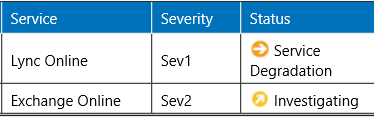 Service Severity Status
Lync Online Sev1 Service
Degradation
Exchange Online Sev2 Investigating